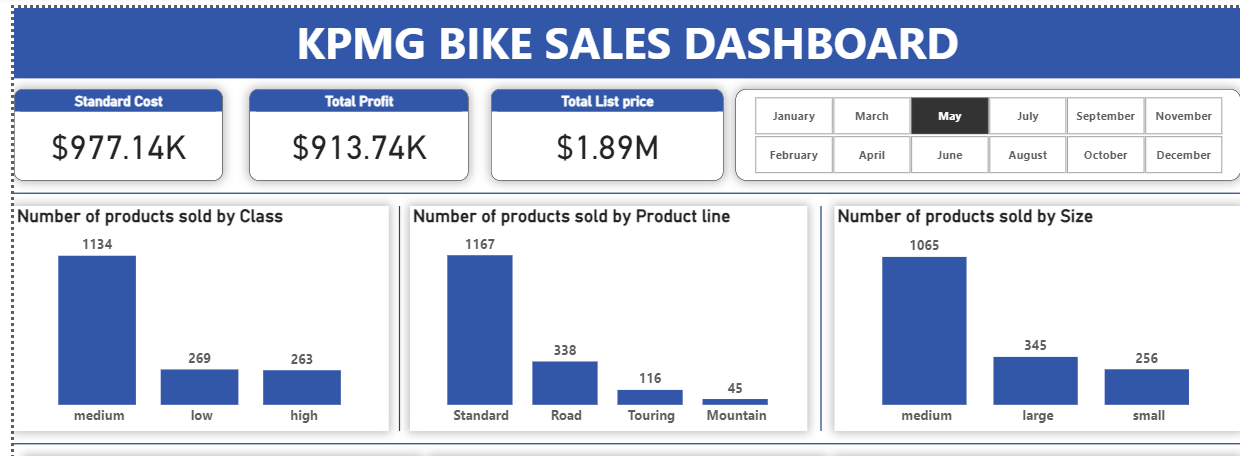 KPMG BIKE SALES DASHBOARD
Standard Cost
$977.14K
Total Profit
$913.74K
Total List price
$1.89M
January March May July September November
February April June August October December
Number of products sold by Class
1134
269
263
medium low high
Number of products sold by Product line
1167
338
116
45
Standard Road Touring Mountain
Number of products sold by Size
1065
345
256
medium large small